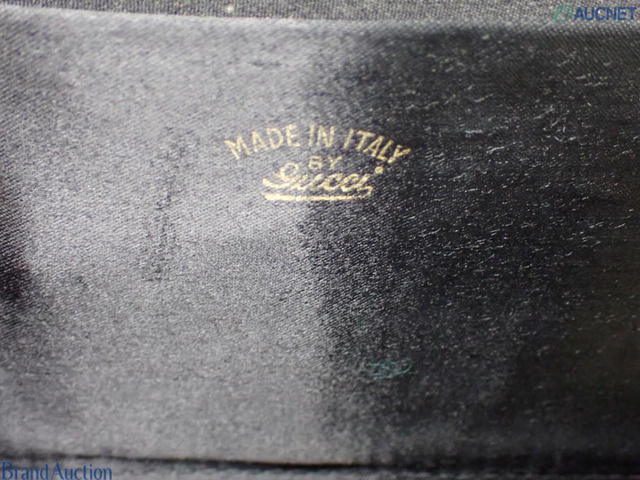 AUCNET
MADE IN ITALY
BY
Gucci
Brand Auction